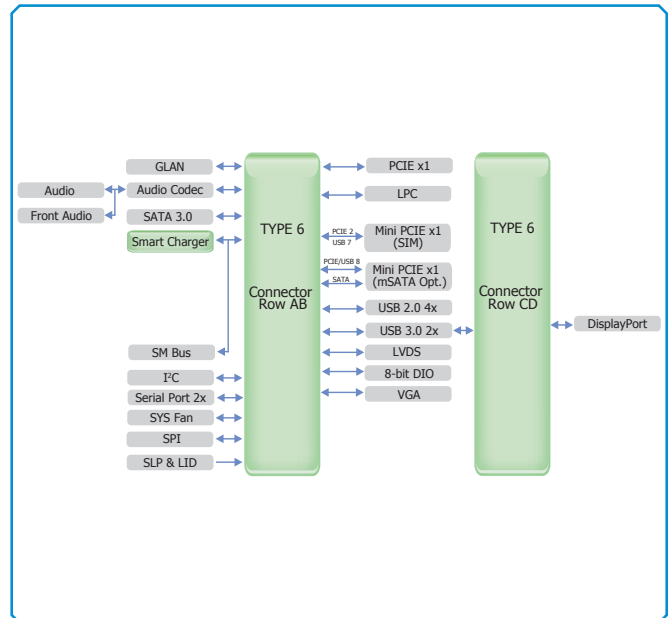 GLAN
Audio
Audio Codec
Front Audio
SATA 3.0
Smart Charger
SM Bus
I²C
Serial Port 2x
SYS Fan
SPI
SLP & LID
TYPE 6
Connector
Row AB
PCIE x1
LPC
PCIE 2
USB 7
Mini PCIE x1
(SIM)
PCIE/USB 8
SATA
Mini PCIE x1
(mSATA Opt.)
USB 2.0 4x
USB 3.0 2x
LVDS
8-bit DIO
VGA
TYPE 6
Connector
Row CD
DisplayPort